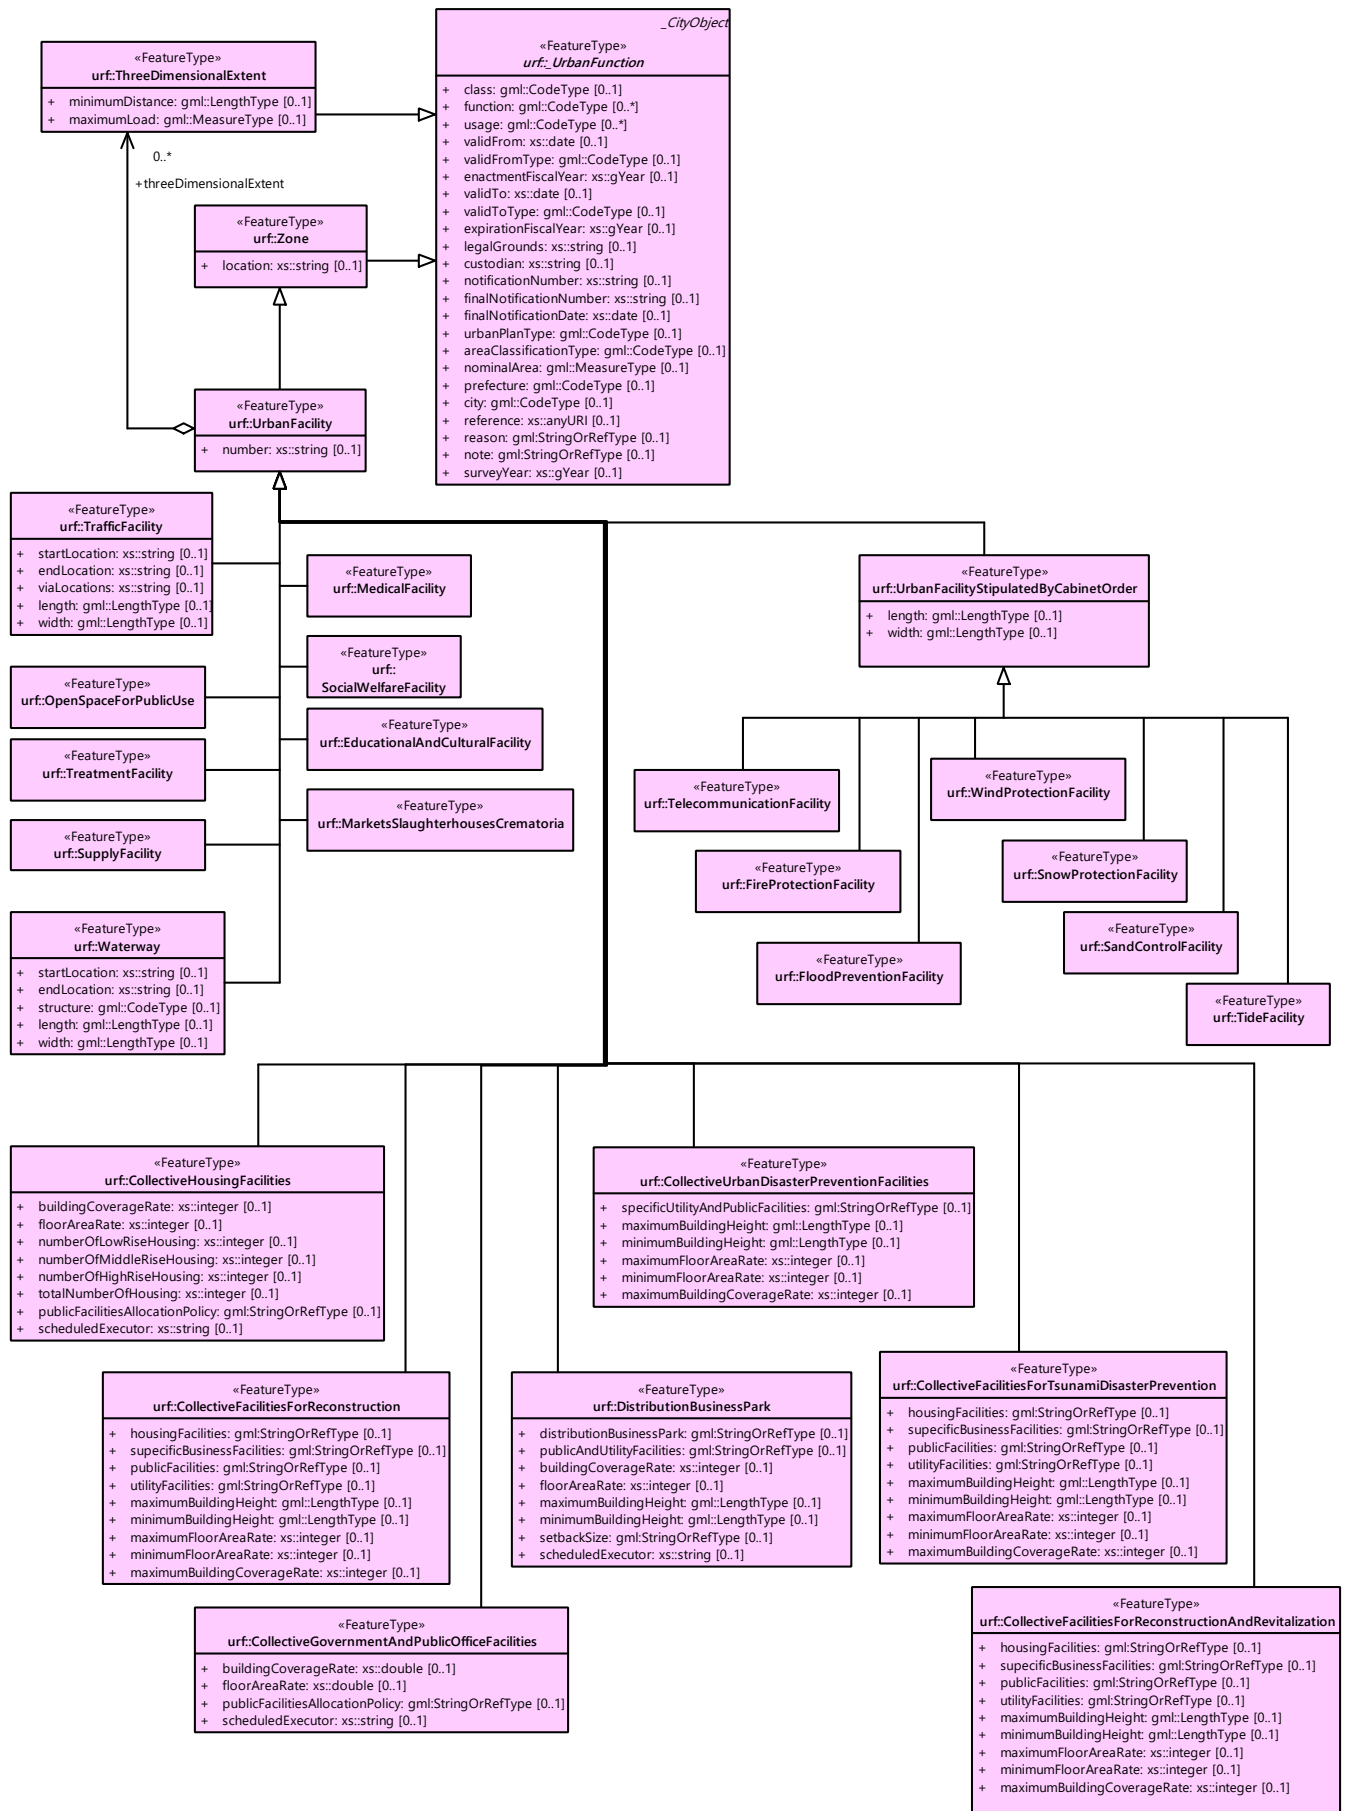 _CityObject
«FeatureType»
urf::_UrbanFunction
+ class: gml::CodeType [0..1]
+ function: gml::CodeType [0..*]
+ usage: gml::CodeType [0..*]
+ validFrom: xs::date [0..1]
+ validFromType: gml::CodeType [0..1]
+ enactmentFiscalYear: xs::gYear [0..1]
+ validTo: xs::date [0..1]
+ validToType: gml::CodeType [0..1]
+ expirationFiscalYear: xs::gYear [0..1]
+ legalGrounds: xs::string [0..1]
+ custodian: xs::string [0..1]
+ notificationNumber: xs::string [0..1]
+ finalNotificationNumber: xs::string [0..1]
+ finalNotificationDate: xs::date [0..1]
+ urbanPlanType: gml::CodeType [0..1]
+ areaClassificationType: gml::CodeType [0..1]
+ nominalArea: gml::MeasureType [0..1]
+ prefecture: gml::CodeType [0..1]
+ city: gml::CodeType [0..1]
+ reference: xs::anyURI [0..1]
+ reason: gml:StringOrRefType [0..1]
+ note: gml:StringOrRefType [0..1]
+ surveyYear: xs::gYear [0..1]
«FeatureType»
urf::ThreeDimensionalExtent
+ minimumDistance: gml::LengthType [0..1]
+ maximumLoad: gml::MeasureType [0..1]
0..*
+threeDimensionalExtent
«FeatureType»
urf::Zone
+ location: xs::string [0..1]
«FeatureType»
urf::UrbanFacility
+ number: xs::string [0..1]
«FeatureType»
urf::TrafficFacility
+ startLocation: xs::string [0..1]
+ endLocation: xs::string [0..1]
+ viaLocations: xs::string [0..1]
+ length: gml::LengthType [0..1]
+ width: gml::LengthType [0..1]
«FeatureType»
urf::MedicalFacility
«FeatureType»
urf::
SocialWelfareFacility
«FeatureType»
urf::OpenSpaceForPublicUse
«FeatureType»
urf::EducationalAndCulturalFacility
«FeatureType»
urf::TreatmentFacility
«FeatureType»
urf::MarketsSlaughterhousesCrematoria
«FeatureType»
urf::SupplyFacility
«FeatureType»
urf::Waterway
+ startLocation: xs::string [0..1]
+ endLocation: xs::string [0..1]
+ structure: gml::CodeType [0..1]
+ length: gml::LengthType [0..1]
+ width: gml::LengthType [0..1]
«FeatureType»
urf::UrbanFacilityStipulatedByCabinetOrder
+ length: gml::LengthType [0..1]
+ width: gml::LengthType [0..1]
«FeatureType»
urf::TelecommunicationFacility
«FeatureType»
urf::WindProtectionFacility
«FeatureType»
urf::FireProtectionFacility
«FeatureType»
urf::SnowProtectionFacility
«FeatureType»
urf::SandControlFacility
«FeatureType»
urf::FloodPreventionFacility
«FeatureType»
urf::TideFacility
«FeatureType»
urf::CollectiveHousingFacilities
+ buildingCoverageRate: xs::integer [0..1]
+ floorAreaRate: xs::integer [0..1]
+ numberOfLowRiseHousing: xs::integer [0..1]
+ numberOfMiddleRiseHousing: xs::integer [0..1]
+ numberOfHighRiseHousing: xs::integer [0..1]
+ totalNumberOfHousing: xs::integer [0..1]
+ publicFacilitiesAllocationPolicy: gml:StringOrRefType [0..1]
+ scheduledExecutor: xs::string [0..1]
«FeatureType»
urf::CollectiveUrbanDisasterPreventionFacilities
+ specificUtilityAndPublicFacilities: gml:StringOrRefType [0..1]
+ maximumBuildingHeight: gml::LengthType [0..1]
+ minimumBuildingHeight: gml::LengthType [0..1]
+ maximumFloorAreaRate: xs::integer [0..1]
+ minimumFloorAreaRate: xs::integer [0..1]
+ maximumBuildingCoverageRate: xs::integer [0..1]
«FeatureType»
urf::CollectiveFacilitiesForReconstruction
+ housingFacilities: gml:StringOrRefType [0..1]
+ supecificBusinessFacilities: gml:StringOrRefType [0..1]
+ publicFacilities: gml:StringOrRefType [0..1]
+ utilityFacilities: gml:StringOrRefType [0..1]
+ maximumBuildingHeight: gml::LengthType [0..1]
+ minimumBuildingHeight: gml::LengthType [0..1]
+ maximumFloorAreaRate: xs::integer [0..1]
+ minimumFloorAreaRate: xs::integer [0..1]
+ maximumBuildingCoverageRate: xs::integer [0..1]
«FeatureType»
urf::DistributionBusinessPark
+ distributionBusinessPark: gml:StringOrRefType [0..1]
+ publicAndUtilityFacilities: gml:StringOrRefType [0..1]
+ buildingCoverageRate: xs::integer [0..1]
+ floorAreaRate: xs::integer [0..1]
+ maximumBuildingHeight: gml::LengthType [0..1]
+ minimumBuildingHeight: gml::LengthType [0..1]
+ setbackSize: gml:StringOrRefType [0..1]
+ scheduledExecutor: xs::string [0..1]
«FeatureType»
urf::CollectiveFacilitiesForTsunamiDisasterPrevention
+ housingFacilities: gml:StringOrRefType [0..1]
+ supecificBusinessFacilities: gml:StringOrRefType [0..1]
+ publicFacilities: gml:StringOrRefType [0..1]
+ utilityFacilities: gml:StringOrRefType [0..1]
+ maximumBuildingHeight: gml::LengthType [0..1]
+ minimumBuildingHeight: gml::LengthType [0..1]
+ maximumFloorAreaRate: xs::integer [0..1]
+ minimumFloorAreaRate: xs::integer [0..1]
+ maximumBuildingCoverageRate: xs::integer [0..1]
«FeatureType»
urf::CollectiveGovernmentAndPublicOfficeFacilities
+ buildingCoverageRate: xs::double [0..1]
+ floorAreaRate: xs::double [0..1]
+ publicFacilitiesAllocationPolicy: gml:StringOrRefType [0..1]
+ scheduledExecutor: xs::string [0..1]
«FeatureType»
urf::CollectiveFacilitiesForReconstructionAndRevitalization
+ housingFacilities: gml:StringOrRefType [0..1]
+ supecificBusinessFacilities: gml:StringOrRefType [0..1]
+ publicFacilities: gml:StringOrRefType [0..1]
+ utilityFacilities: gml:StringOrRefType [0..1]
+ maximumBuildingHeight: gml::LengthType [0..1]
+ minimumBuildingHeight: gml::LengthType [0..1]
+ maximumFloorAreaRate: xs::integer [0..1]
+ minimumFloorAreaRate: xs::integer [0..1]
+ maximumBuildingCoverageRate: xs::integer [0..1]